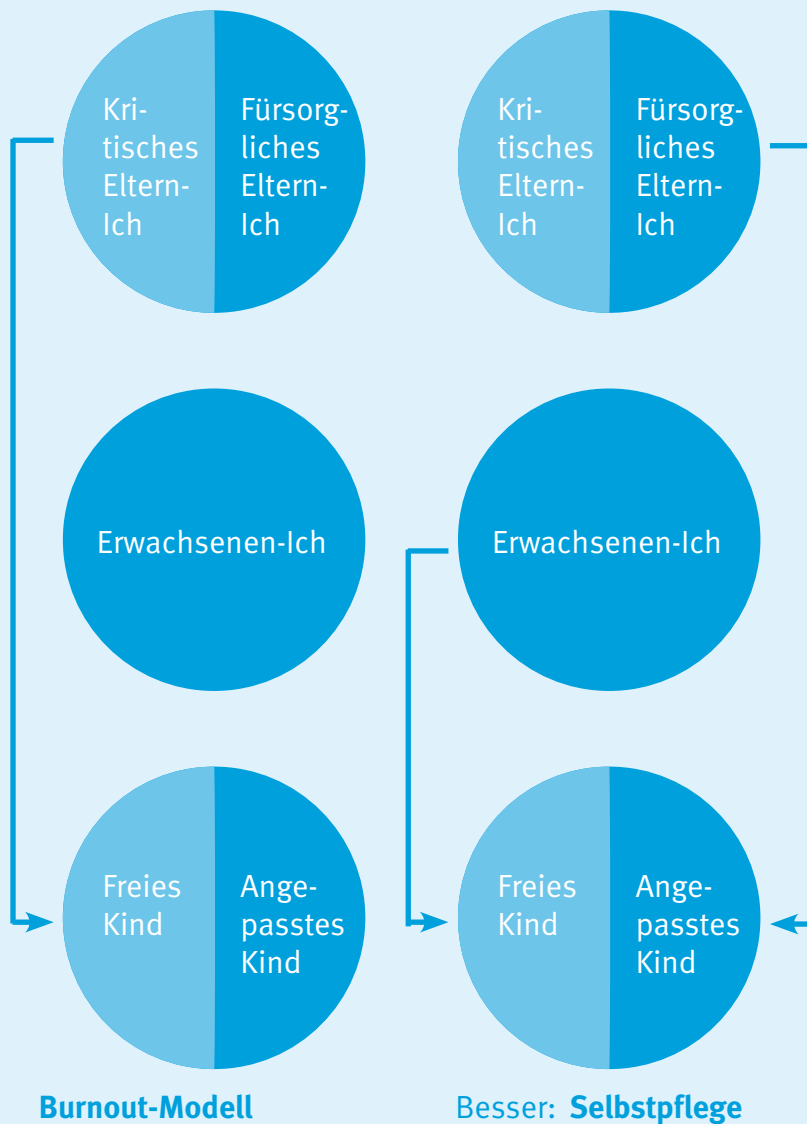 Kri-
tisches
Eltern-
Ich
Fürsorg-
liches
Eltern-
Ich
Kri-
tisches
Eltern-
Ich
Fürsorg-
liches
Eltern-
Ich
Erwachsenen-Ich
Erwachsenen-Ich
Freies
Kind
Ange-
passtes
Kind
Freies
Kind
Ange-
passtes
Kind
Burnout-Modell
Besser: Selbstpflege